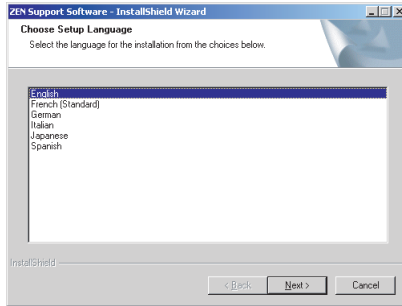 ZEN Support Software - InstallShield Wizard
Choose Setup Language
Select the language for the installation from the choices below.
English
French (Standard)
German
Italian
Japanese
Spanish
InstallShield
< Back Next > Cancel